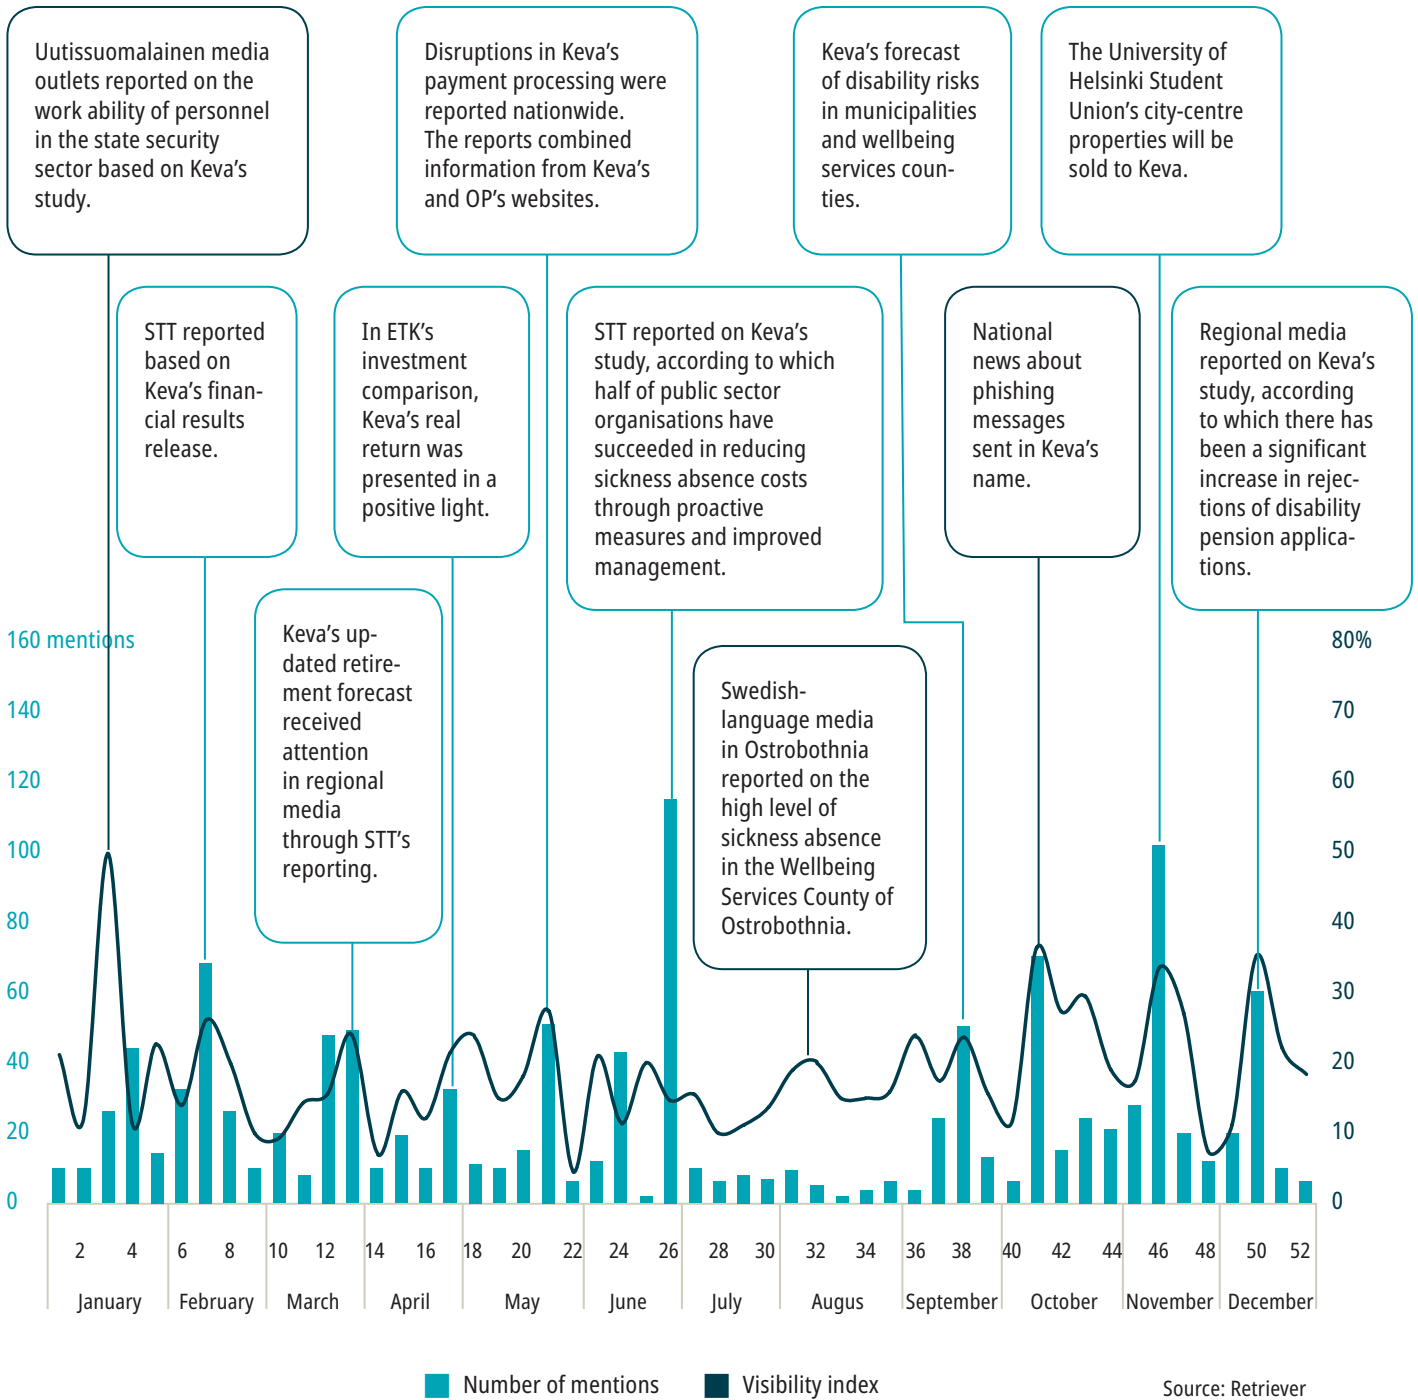 Uutissuomalainen media
outlets reported on the
work ability of personnel
in the state security
sector based on Keva's
study.
Disruptions in Keva's
payment processing were
reported nationwide.
The reports combined
information from Keva's
and OP's websites.
Keva's forecast
of disability risks
in municipalities
and wellbeing
services coun-
ties.
The University of
Helsinki Student
Union's city-centre
properties will be
sold to Keva.
STT reported
based on
Keva's finan-
cial results
release.
In ETK's
investment
comparison,
Keva's real
return was
presented in a
positive light.
STT reported on Keva's
study, according to which
half of public sector
organisations have
succeeded in reducing
sickness absence costs
through proactive
measures and improved
management.
National
news about
phishing
messages
sent in Keva's
name.
Regional media
reported on Keva's
study, according
to which there has
been a significant
increase in rejec-
tions of disability
pension applica-
tions.
Keva's up-
dated retire-
ment forecast
received
attention
in regional
media
through STT's
reporting.
Swedish-
language media
in Ostrobothnia
reported on the
high level of
sickness absence
in the Wellbeing
Services County of
Ostrobothnia.
160 mentions
140
120
100
80
60
40
20
0
80%
70
60
50
40
30
20
10
0
2 4 6 8 10 12 14 16 18 20 22 24 26 28 30 32 34 36 38 40 42 44 46 48 50 52
January February March April May June July Augus September October November December
Number of mentions Visibility index
Source: Retriever